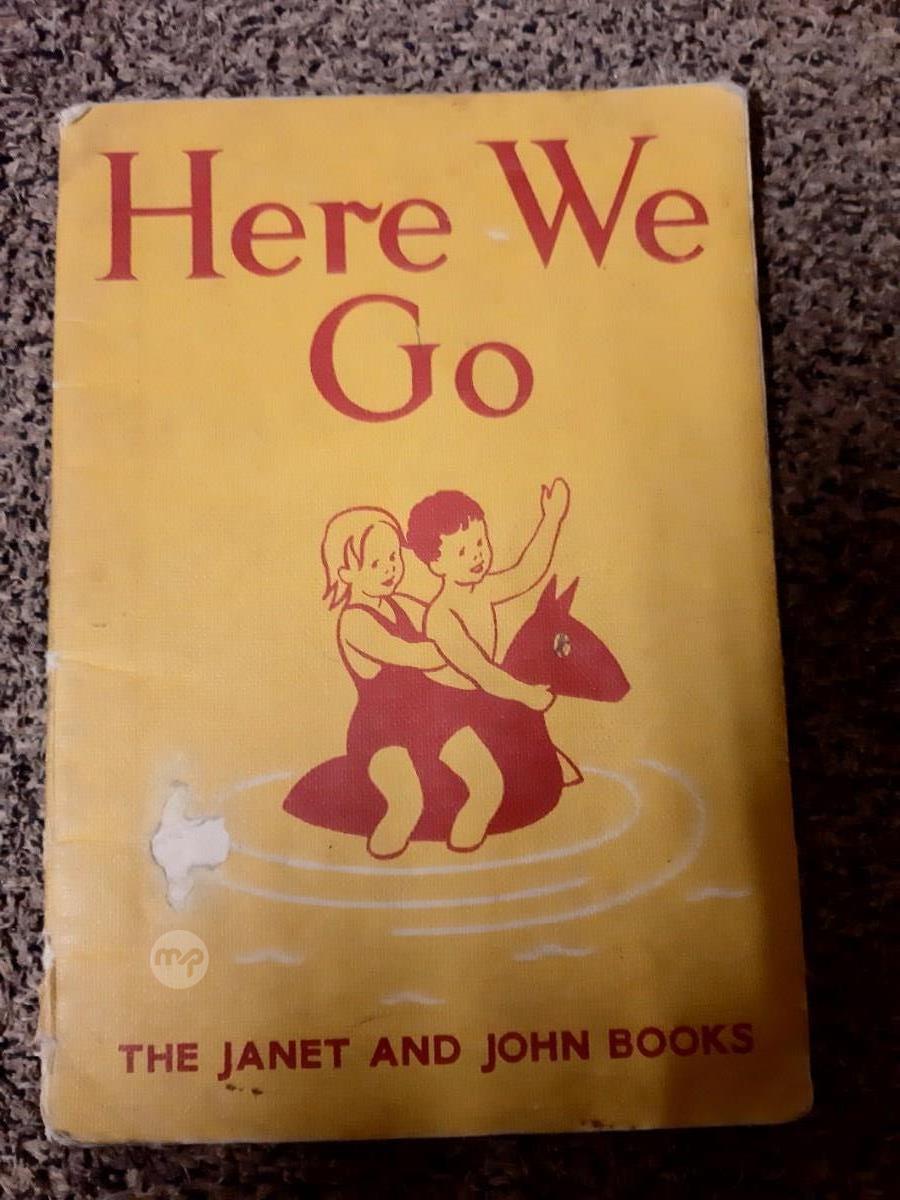 Here We
Go
mp
THE JANET AND JOHN BOOKS